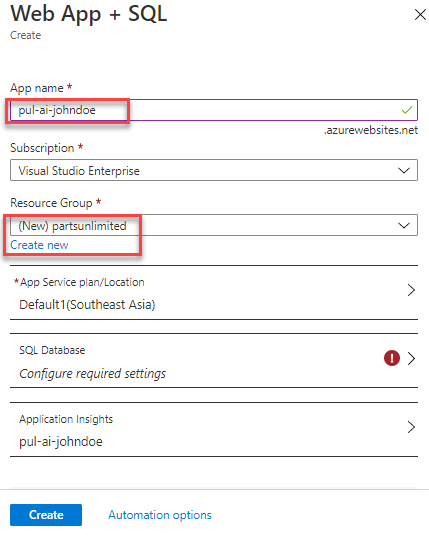 Web App + SQL
Create
App name *
pul-ai-johndoe
.azurewebsites.net
Subscription *
Visual Studio Enterprise
Resource Group *
(New) partsunlimited
Create new
*App Service plan/Location
Default1(Southeast Asia)
SQL Database
Configure required settings
Application Insights
pul-ai-johndoe
Create Automation options